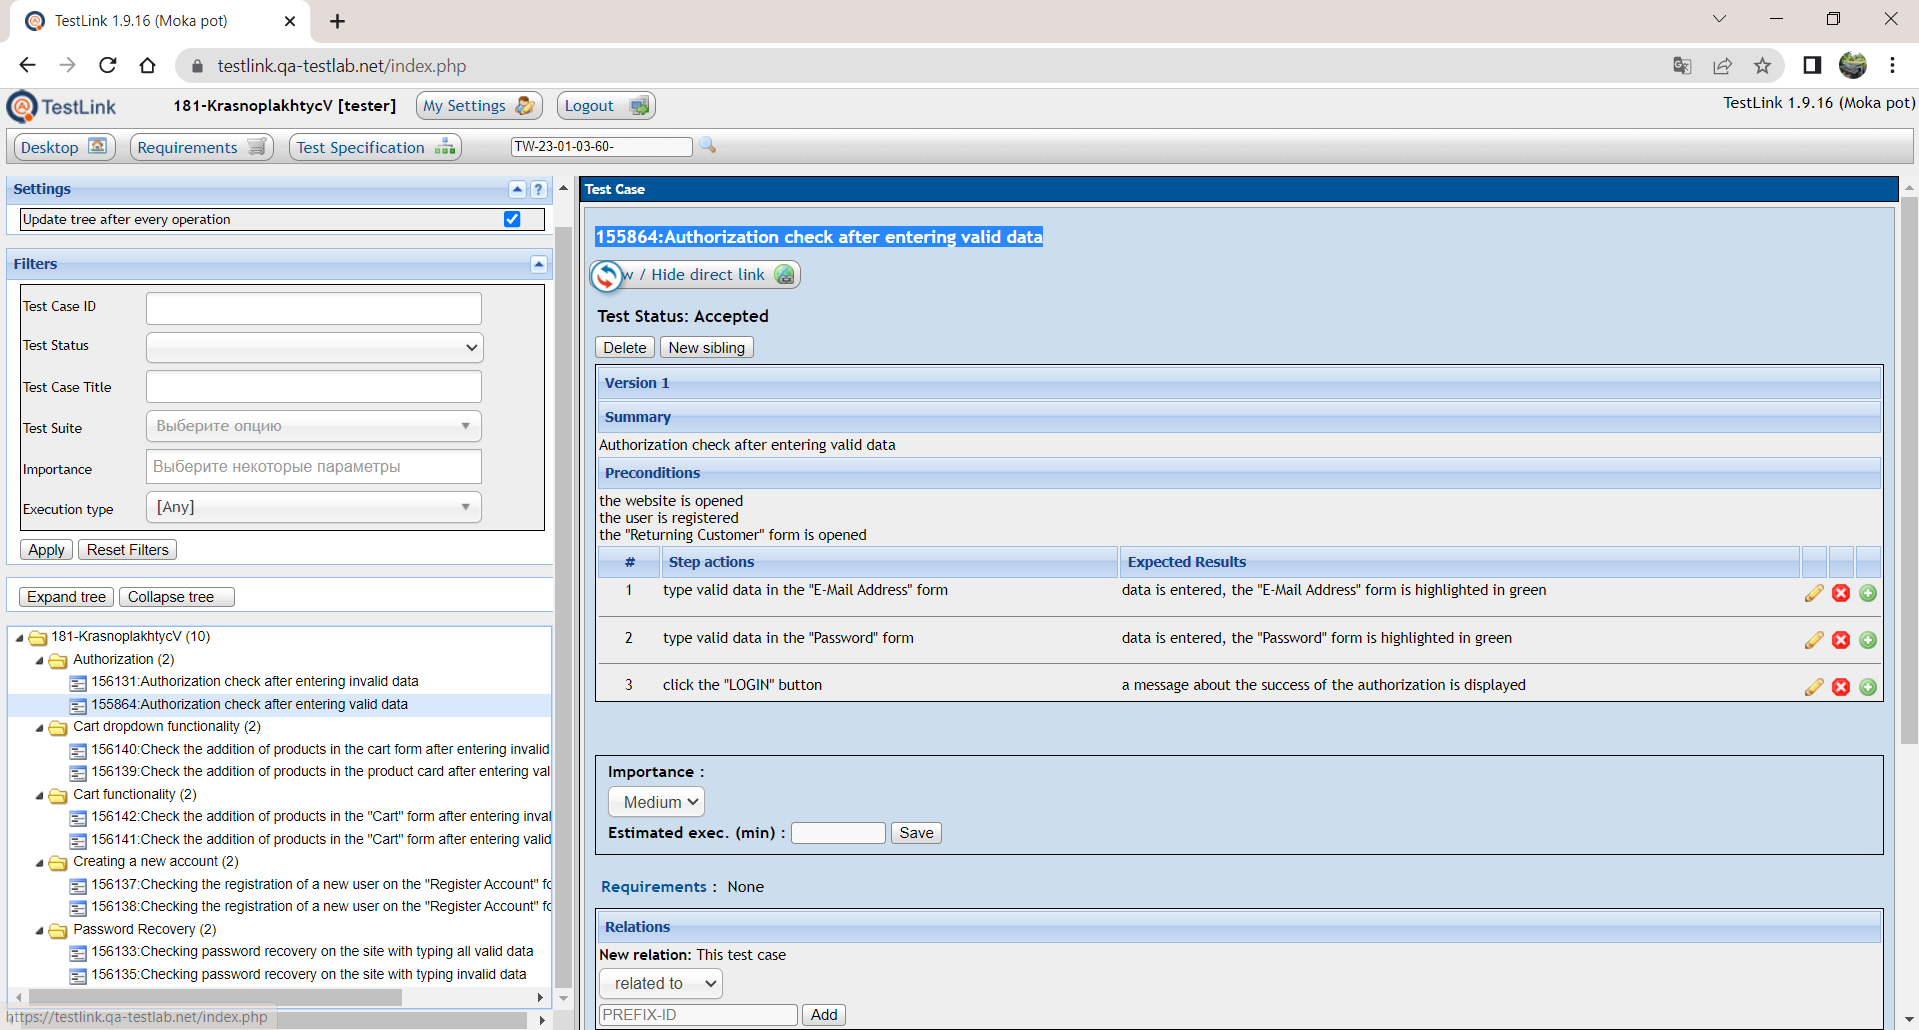 TestLink 1.9.16 (Moka pot)
testlink.qa-testlab.net/index.php
TestLink
181-KrasnoplakhtycV [tester]
My Settings
Logout
TestLink 1.9.16 (Moka pot)
Desktop
Requirements
Test Specification
TW-23-01-03-60-
Settings
?
Update tree after every operation
Filters
Test Case ID
Test Status
Test Case Title
Test Suite
Выберите опцию
Importance
Выберите некоторые параметры
Execution type
[Any]
Apply
Reset Filters
Expand tree
Collapse tree
181-KrasnoplakhtycV (10)
Authorization (2)
156131:Authorization check after entering invalid data
155864:Authorization check after entering valid data
Cart dropdown functionality (2)
156140:Check the addition of products in the cart form after entering invalid
156139:Check the addition of products in the product card after entering val
Cart functionality (2)
156142:Check the addition of products in the "Cart" form after entering inval
156141:Check the addition of products in the "Cart" form after entering valid
Creating a new account (2)
156137:Checking the registration of a new user on the "Register Account" fo
156138:Checking the registration of a new user on the "Register Account" fo
Password Recovery (2)
156133:Checking password recovery on the site with typing all valid data
156135:Checking password recovery on the site with typing invalid data
https://testlink.qa-testlab.net/index.php
Test Case
155864:Authorization check after entering valid data
w / Hide direct link
Test Status: Accepted
Delete
New sibling
Version 1
Summary
Authorization check after entering valid data
Preconditions
the website is opened
the user is registered
the "Returning Customer" form is opened
# Step actions Expected Results
1 type valid data in the "E-Mail Address" form data is entered, the "E-Mail Address" form is highlighted in green
2 type valid data in the "Password" form data is entered, the "Password" form is highlighted in green
3 click the "LOGIN" button a message about the success of the authorization is displayed
Importance :
Medium
Estimated exec. (min) :
Save
Requirements : None
Relations
New relation: This test case
related to
PREFIX-ID
Add